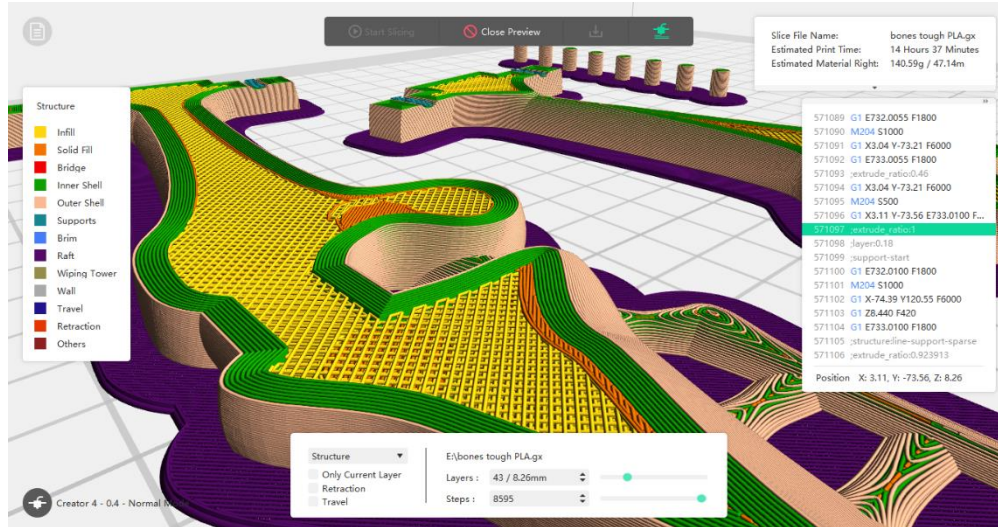 Start Slicing
Close Preview
Slice File Name: bones tough PLA.gx
Estimated Print Time: 14 Hours 37 Minutes
Estimated Material Right: 140.59g / 47.14m
Structure
Infill
Solid Fill
Bridge
Inner Shell
Outer Shell
Supports
Brim
Raft
Wiping Tower
Wall
Travel
Retraction
Others
571089 G1 E732.0055 F1800
571090 M204 S1000
571091 G1 X3.04 Y-73.21 F6000
571092 G1 E733.0055 F1800
571093 ;extrude_ratio:0.46
571094 G1 X3.04 Y-73.21 F6000
571095 M204 S500
571096 G1 X3.11 Y-73.56 E733.0100 F...
571097 ;extrude_ratio:1
571098 ;layer:0.18
571099 ;support-start
571100 G1 E732.0100 F1800
571101 M204 S1000
571102 G1 X-74.39 Y120.55 F6000
571103 G1 Z8.440 F420
571104 G1 E733.0100 F1800
571105 ;structure:line-support-sparse
571106 ;extrude_ratio:0.923913
Position X: 3.11, Y: -73.56, Z: 8.26
Structure
Only Current Layer
Retraction
Travel
E:\bones tough PLA.gx
Layers : 43 / 8.26mm
Steps : 8595
Creator 4 - 0.4 - Normal